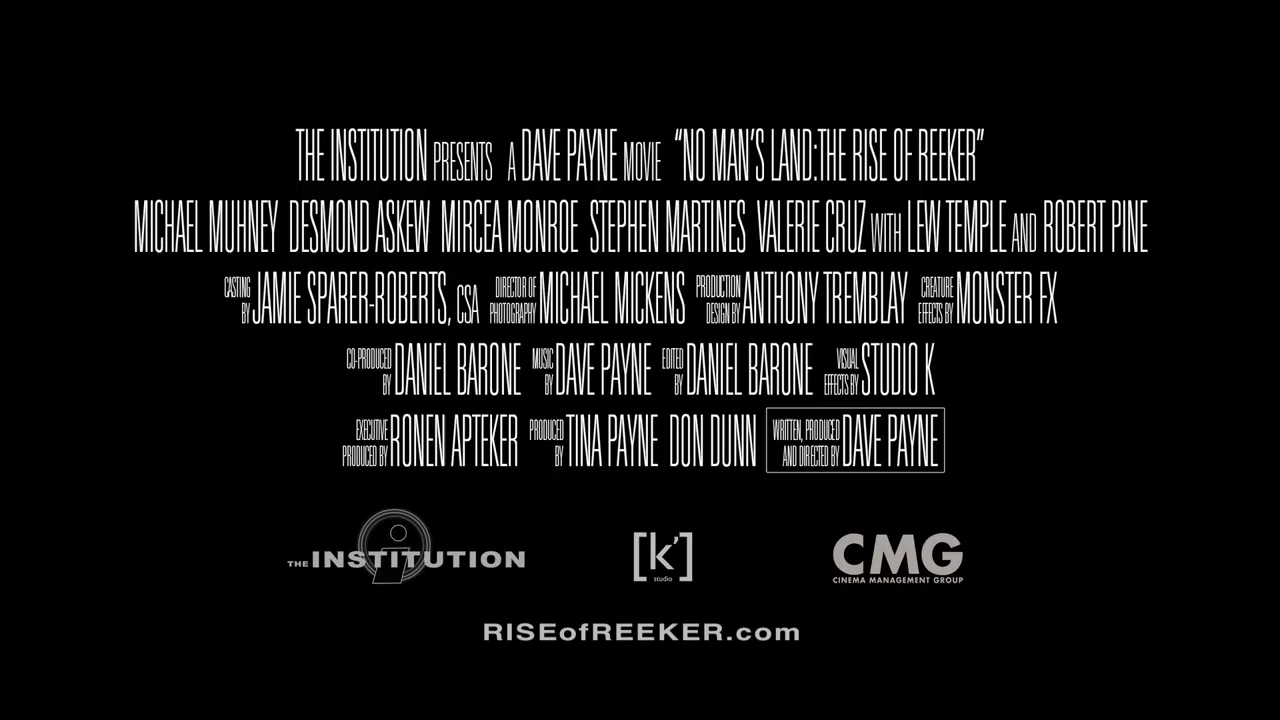 THE INSTITUTION PRESENTS A DAVE PAYNE MOVIE "NO MAN'S LAND:THE RISE OF REEKER"
MICHAEL MUHNEY DESMOND ASKEW MIRCEA MONROE STEPHEN MARTINES VALERIE CRUZ WITH LEW TEMPLE AND ROBERT PINE
CASTING BY JAMIE SPARER-ROBERTS, CSA DIRECTOR OF PHOTOGRAPHY MICHAEL MICKENS PRODUCTION DESIGN BY ANTHONY TREMBLAY CREATURE EFFECTS BY MONSTER FX
CO-PRODUCED BY DANIEL BARONE MUSIC BY DAVE PAYNE EDITED BY DANIEL BARONE VISUAL EFFECTS BY STUDIO K
EXECUTIVE PRODUCED BY RONEN APTEKER PRODUCED BY TINA PAYNE DON DUNN WRITTEN, PRODUCED AND DIRECTED BY DAVE PAYNE
THE INSTITUTION
[k']
studio
CMG
CINEMA MANAGEMENT GROUP
RISEofREEKER.com